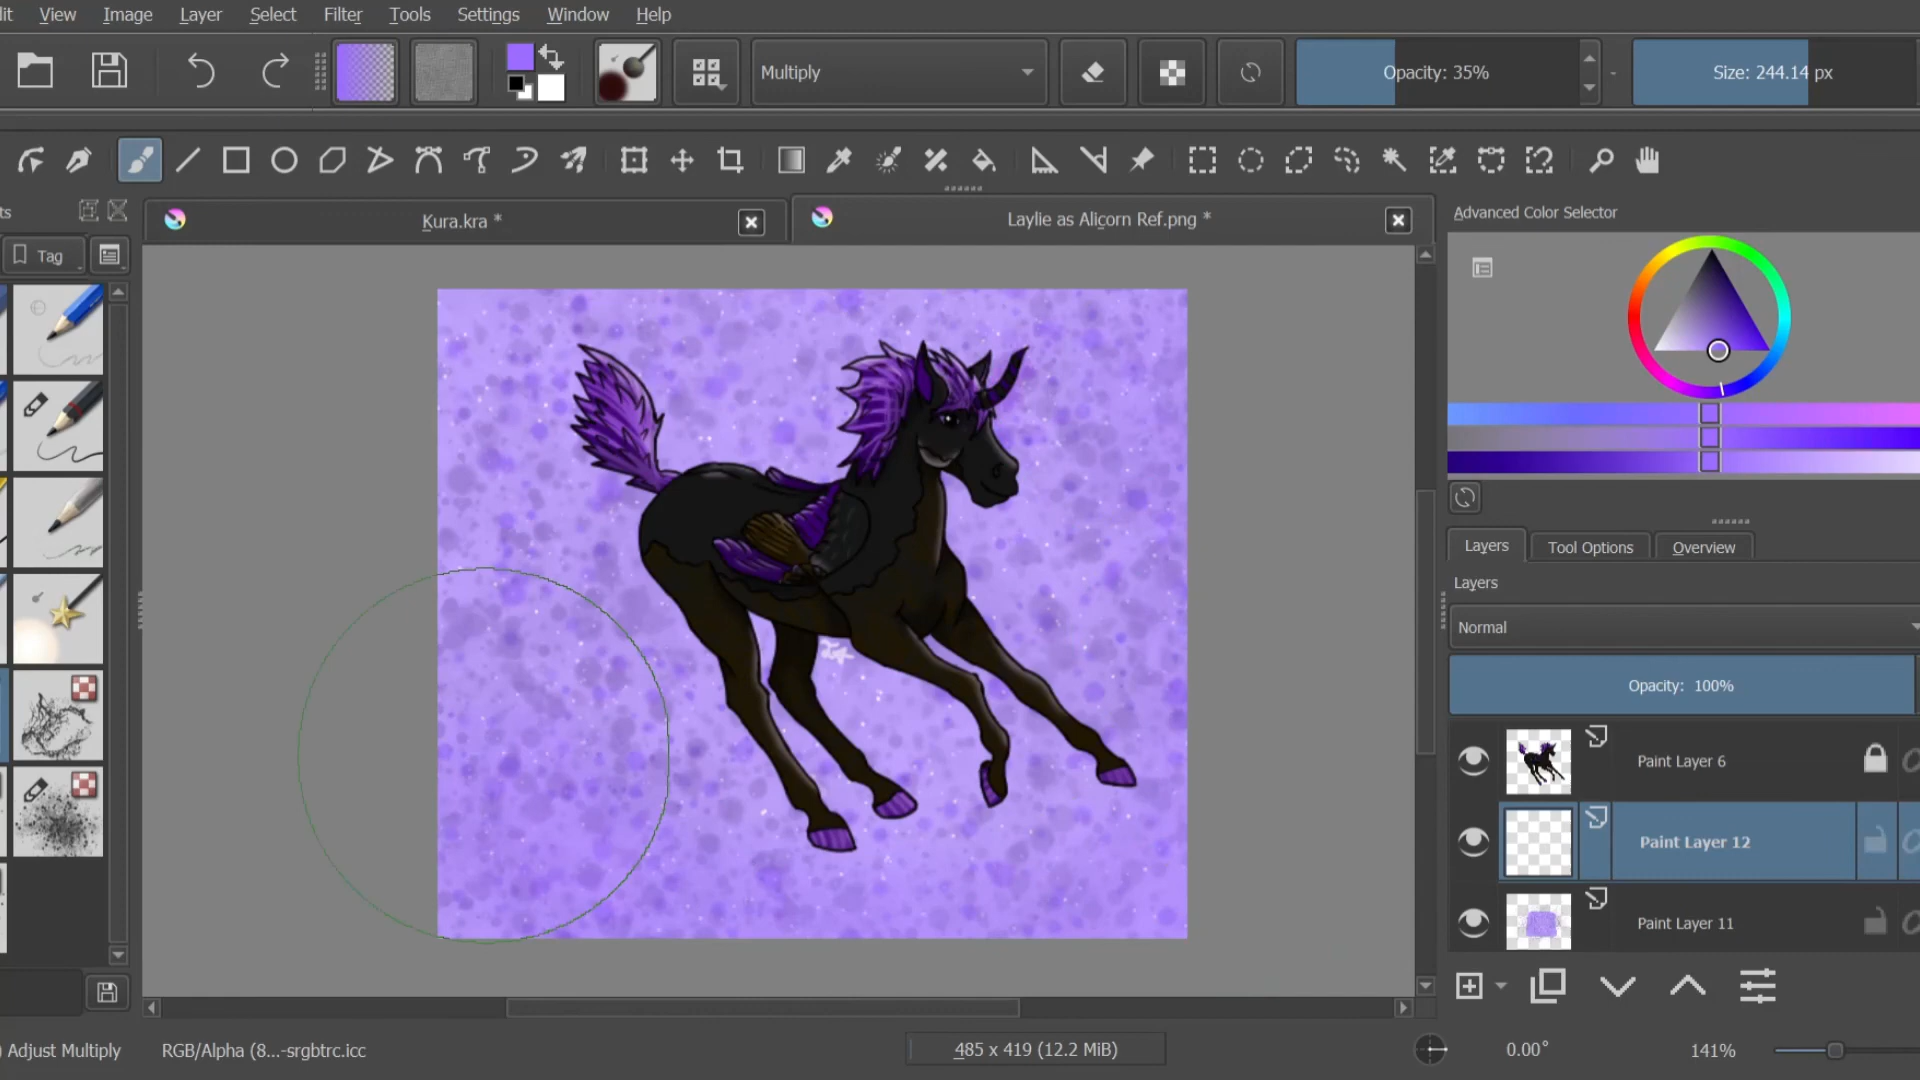 it View Image Layer Select Filter Tools Settings Window Help
Multiply Opacity: 35% Size: 244.14 px
ts
Kura.kra *
Laylie as Alicorn Ref.png *
Advanced Color Selector
Tag
Layers Tool Options Overview
Layers
Normal
Opacity: 100%
Paint Layer 6
Paint Layer 12
Paint Layer 11
) Adjust Multiply RGB/Alpha (8...-srgbtrc.icc 485 x 419 (12.2 MiB) 0.00° 141%